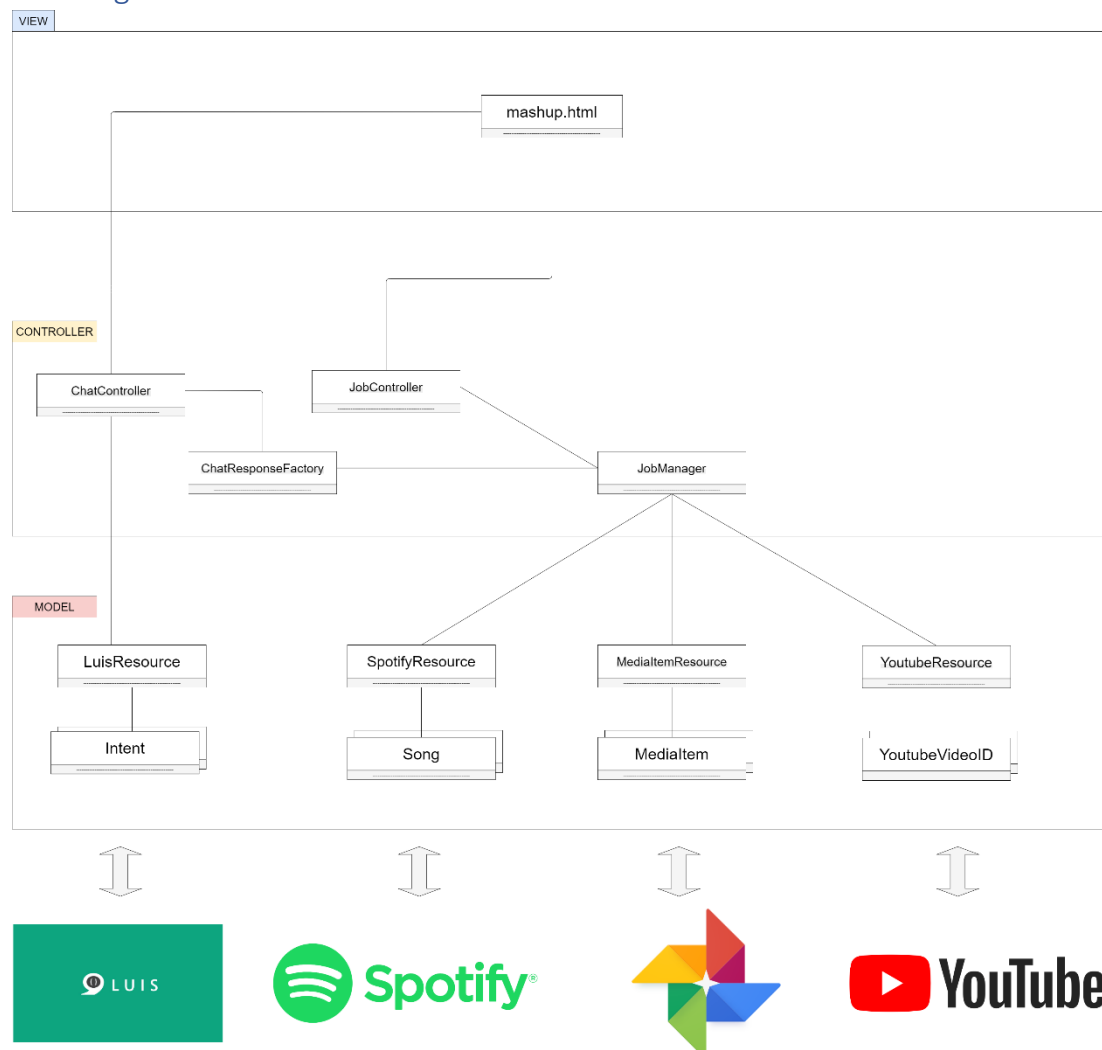 VIEW
mashup.html
CONTROLLER
ChatController
JobController
ChatResponseFactory
JobManager
MODEL
LuisResource
SpotifyResource
MediaItemResource
YoutubeResource
Intent
Song
MediaItem
YoutubeVideoID
LUIS
Spotify®
YouTube